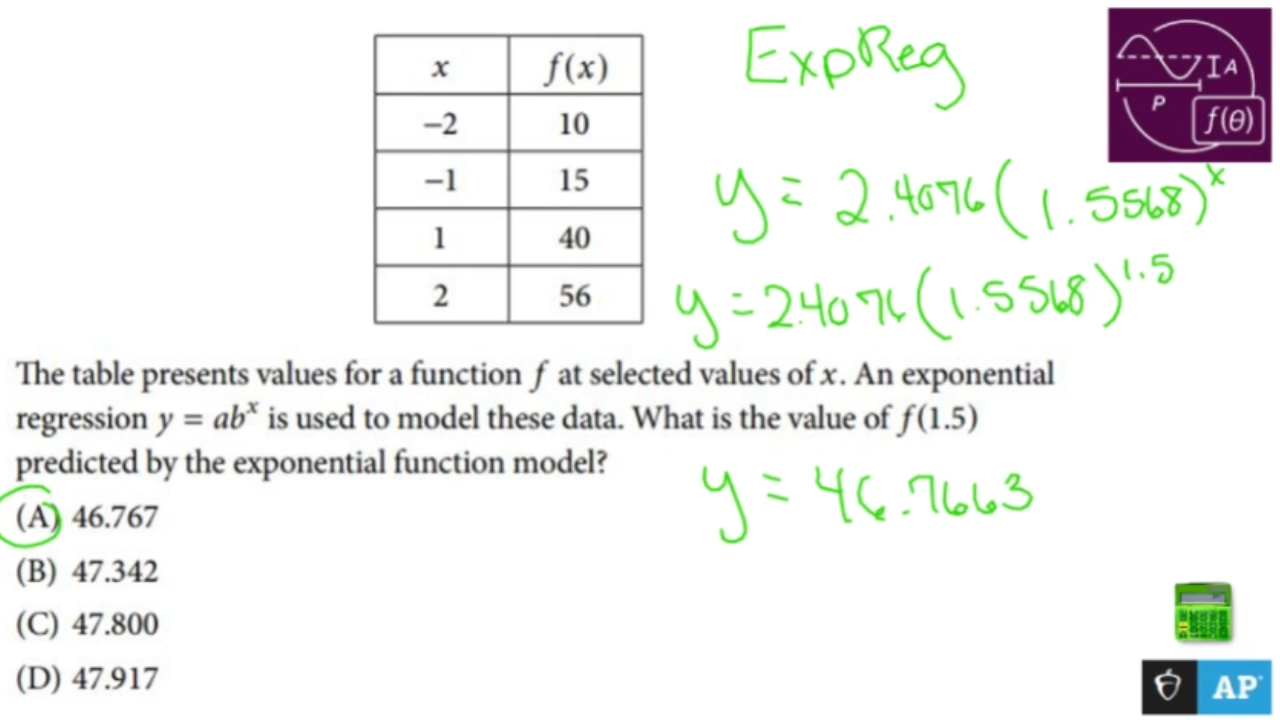 x f(x)
−2 10
−1 15
1 40
2 56
ExpReg
y = 2.4076(1.5568)^x
y = 2.4076(1.5568)^1.5
I A
P
f(θ)
The table presents values for a function f at selected values of x. An exponential
regression y = ab^x is used to model these data. What is the value of f(1.5)
predicted by the exponential function model?
y = 46.7663
(A) 46.767
(B) 47.342
(C) 47.800
(D) 47.917
AP